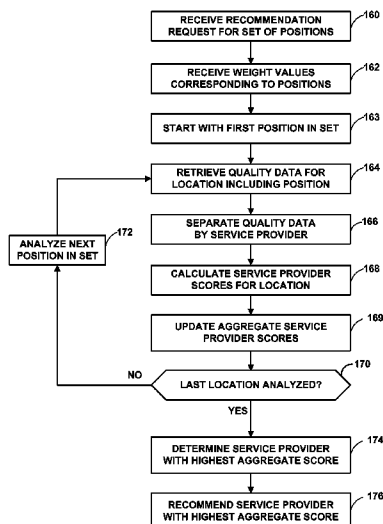 RECEIVE RECOMMENDATION
REQUEST FOR SET OF POSITIONS
160
RECEIVE WEIGHT VALUES
CORRESPONDING TO POSITIONS
162
163
START WITH FIRST POSITION IN SET
164
RETRIEVE QUALITY DATA FOR
LOCATION INCLUDING POSITION
172
ANALYZE NEXT
POSITION IN SET
166
SEPARATE QUALITY DATA
BY SERVICE PROVIDER
168
CALCULATE SERVICE PROVIDER
SCORES FOR LOCATION
169
UPDATE AGGREGATE SERVICE
PROVIDER SCORES
170
NO
LAST LOCATION ANALYZED?
YES
174
DETERMINE SERVICE PROVIDER
WITH HIGHEST AGGREGATE SCORE
176
RECOMMEND SERVICE PROVIDER
WITH HIGHEST AGGREGATE SCORE